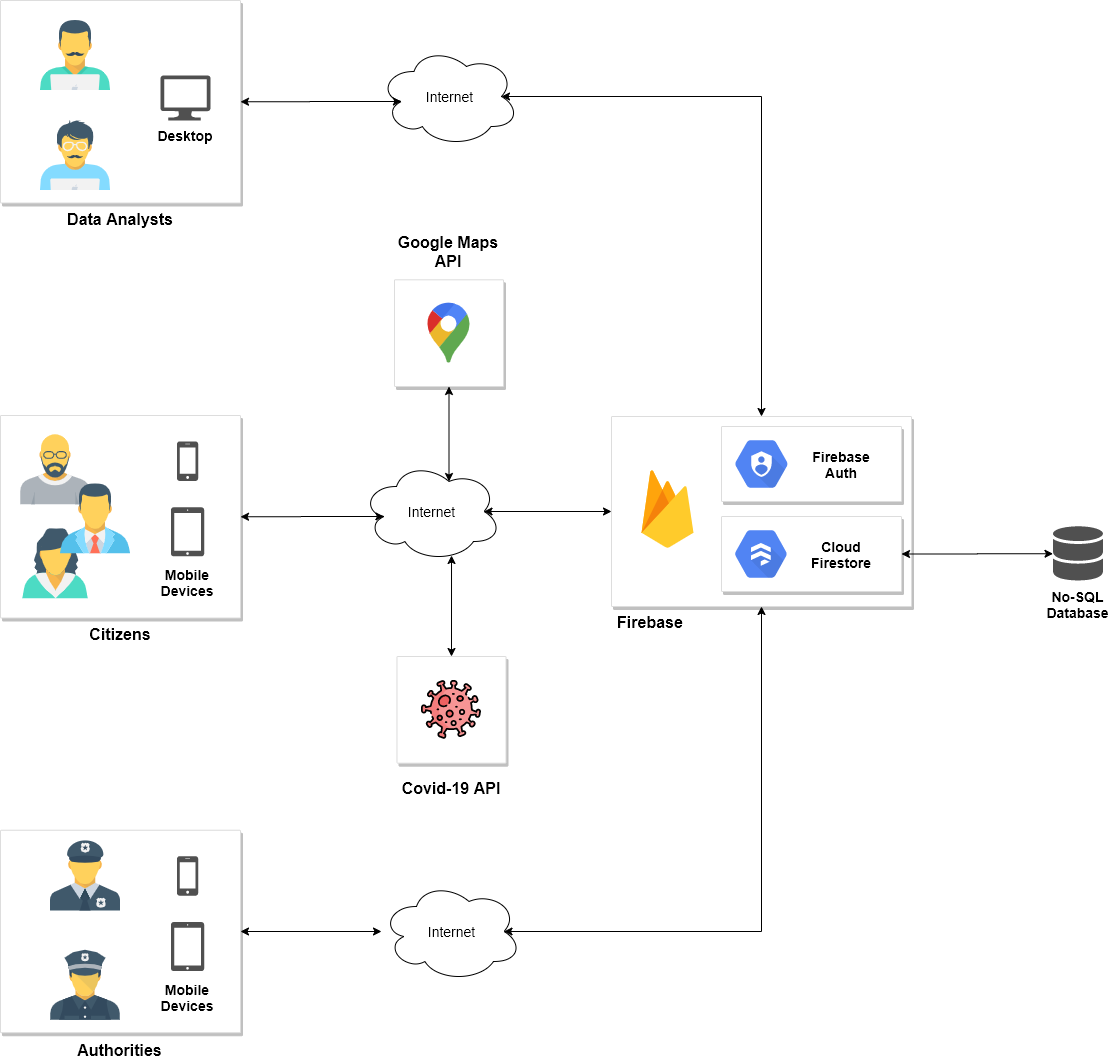 Internet
Desktop
Data Analysts
Google Maps
API
Firebase
Auth
Internet
Cloud
Firestore
Mobile
Devices
No-SQL
Database
Firebase
Citizens
Covid-19 API
Internet
Mobile
Devices
Authorities